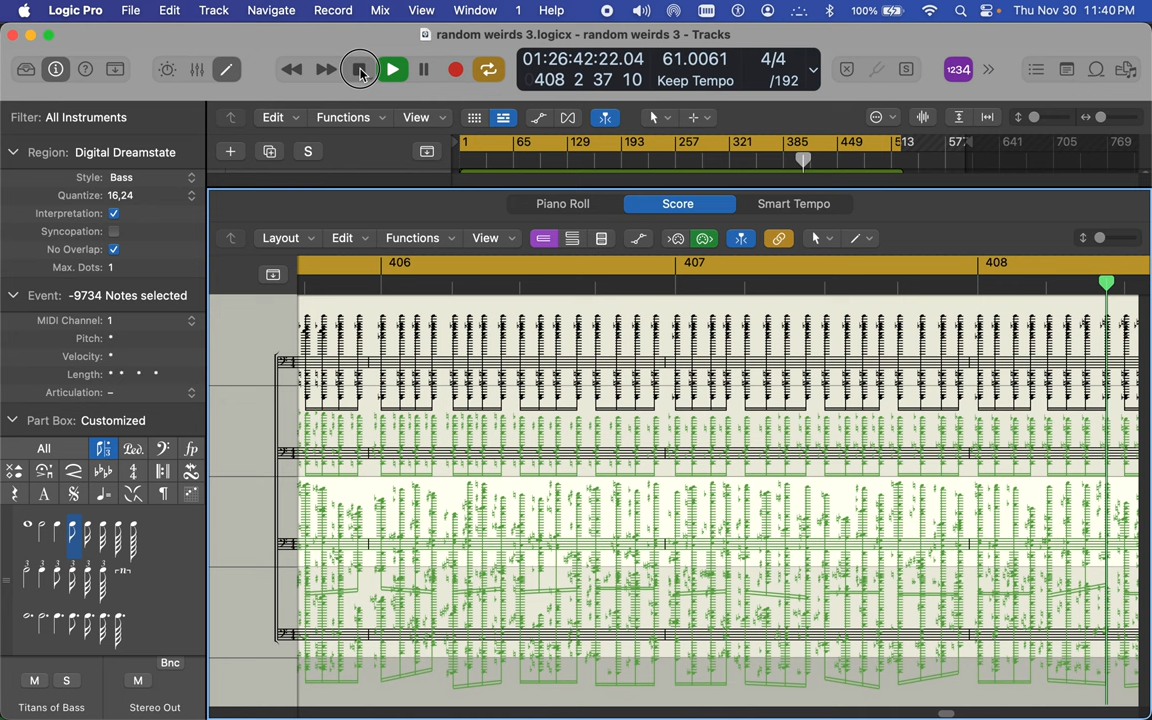 Logic Pro File Edit Track Navigate Record Mix View Window 1 Help 100% Thu Nov 30 11:40 PM
random weirds 3.logicx - random weirds 3 - Tracks
01:26:42:22.04 61.0061 4/4
408 2 37 10 Keep Tempo /192
1234
Filter: All Instruments
Edit Functions View
Region: Digital Dreamstate
S
1 65 129 193 257 321 385 449 513 577 641 705 769
Style: Bass
Quantize: 16,24
Interpretation:
Syncopation:
No Overlap:
Max. Dots: 1
Piano Roll Score Smart Tempo
Layout Edit Functions View
406 407 408
Event: -9734 Notes selected
MIDI Channel: 1
Pitch:
Velocity:
Length:
Articulation: –
Part Box: Customized
All
Bnc
M S M
Titans of Bass Stereo Out